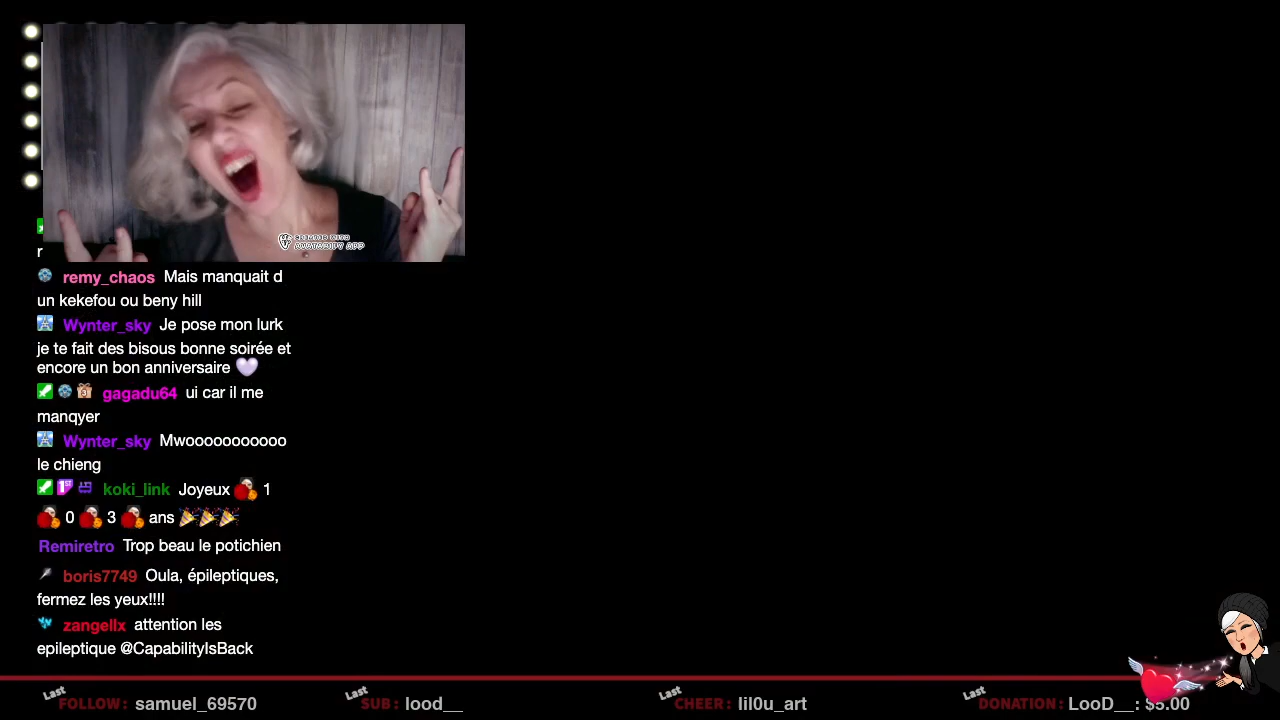 r
remy_chaos Mais manquait d
un kekefou ou beny hill
Wynter_sky Je pose mon lurk
je te fait des bisous bonne soirée et
encore un bon anniversaire
gagadu64 ui car il me
manqyer
Wynter_sky Mwooooooooooo
le chieng
1ST koki_link Joyeux 1
0 3 ans
Remiretro Trop beau le potichien
boris7749 Oula, épileptiques,
fermez les yeux!!!!
zangellx attention les
epileptique @CapabilityIsBack
Last FOLLOW: samuel_69570
Last SUB: lood__
Last CHEER: lil0u_art
Last DONATION: LooD__: $5.00